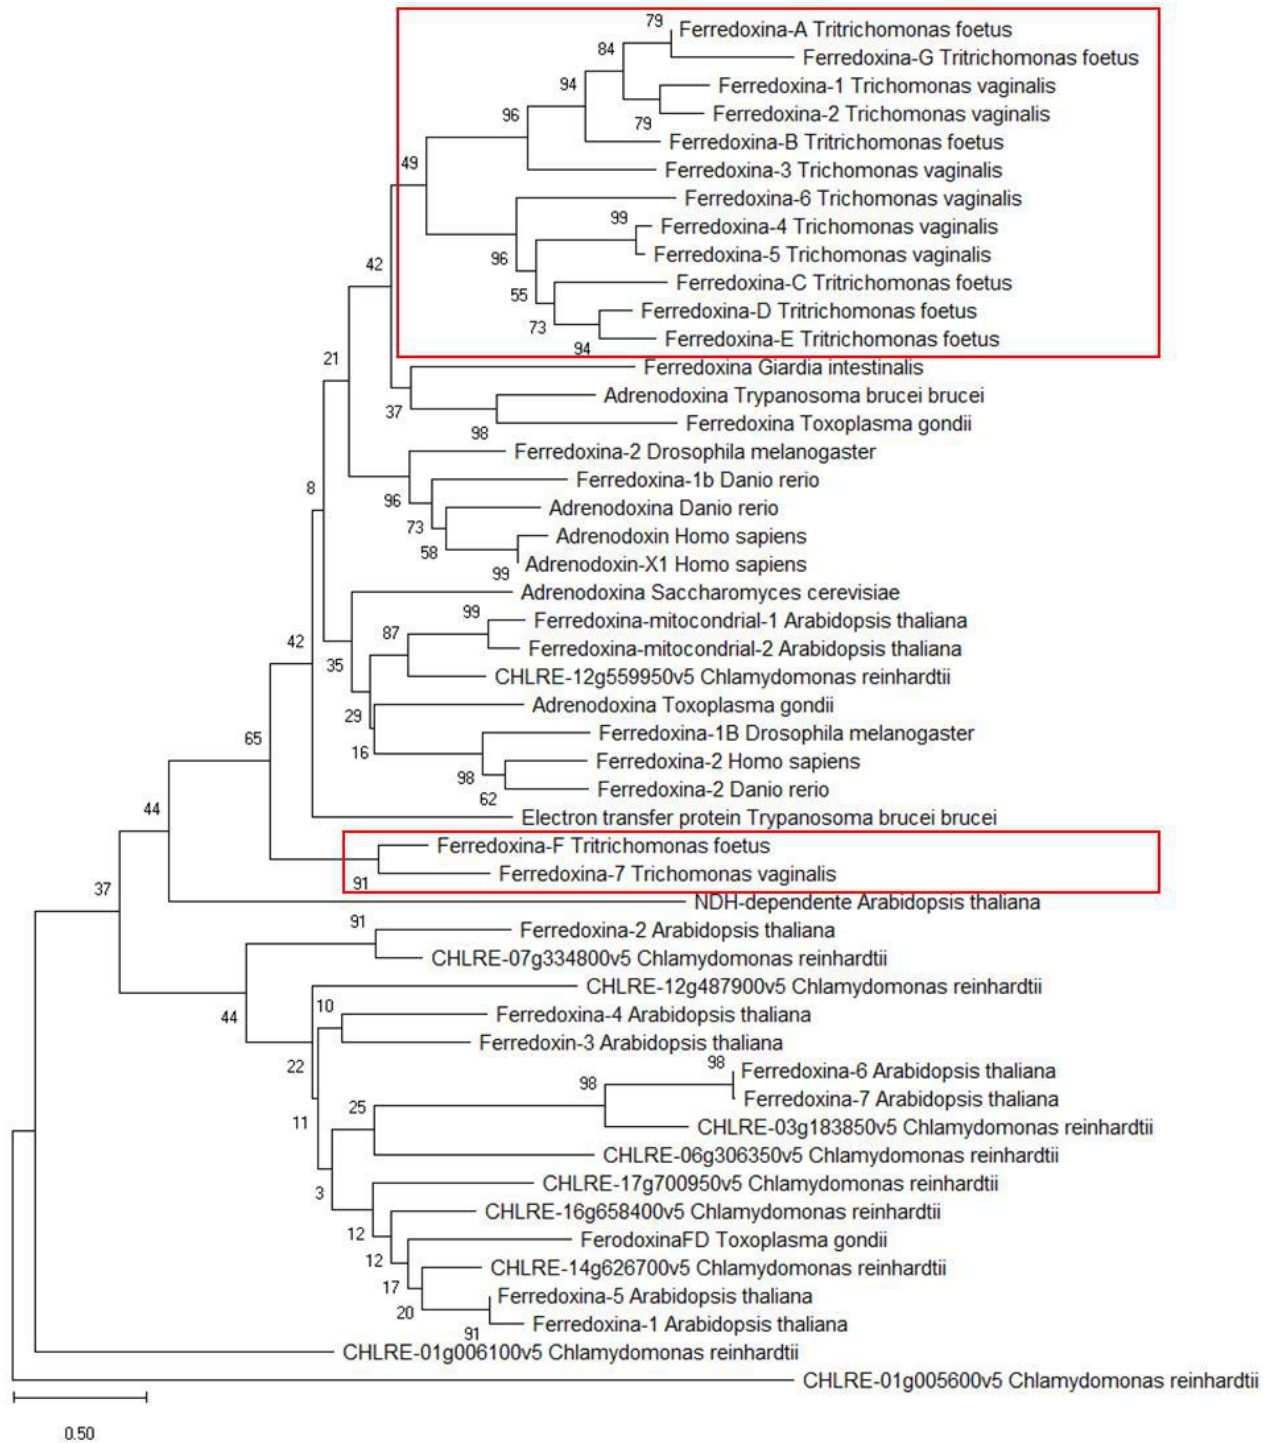 79
Ferredoxina-A Tritrichomonas foetus
84
Ferredoxina-G Tritrichomonas foetus
94
Ferredoxina-1 Trichomonas vaginalis
96
Ferredoxina-2 Trichomonas vaginalis
79
Ferredoxina-B Tritrichomonas foetus
49
Ferredoxina-3 Trichomonas vaginalis
Ferredoxina-6 Trichomonas vaginalis
99
Ferredoxina-4 Trichomonas vaginalis
96
Ferredoxina-5 Trichomonas vaginalis
42
Ferredoxina-C Tritrichomonas foetus
55
Ferredoxina-D Tritrichomonas foetus
73
Ferredoxina-E Tritrichomonas foetus
94
21
Ferredoxina Giardia intestinalis
Adrenodoxina Trypanosoma brucei brucei
37
Ferredoxina Toxoplasma gondii
98
Ferredoxina-2 Drosophila melanogaster
8
Ferredoxina-1b Danio rerio
96
Adrenodoxina Danio rerio
73
Adrenodoxin Homo sapiens
58
Adrenodoxin-X1 Homo sapiens
99
Adrenodoxina Saccharomyces cerevisiae
99
Ferredoxina-mitocondrial-1 Arabidopsis thaliana
42
87
Ferredoxina-mitocondrial-2 Arabidopsis thaliana
35
CHLRE-12g559950v5 Chlamydomonas reinhardtii
Adrenodoxina Toxoplasma gondii
29
65
Ferredoxina-1B Drosophila melanogaster
16
Ferredoxina-2 Homo sapiens
98
Ferredoxina-2 Danio rerio
62
44
Electron transfer protein Trypanosoma brucei brucei
Ferredoxina-F Tritrichomonas foetus
Ferredoxina-7 Trichomonas vaginalis
91
37
NDH-dependente Arabidopsis thaliana
91
Ferredoxina-2 Arabidopsis thaliana
CHLRE-07g334800v5 Chlamydomonas reinhardtii
CHLRE-12g487900v5 Chlamydomonas reinhardtii
10
44
Ferredoxina-4 Arabidopsis thaliana
Ferredoxin-3 Arabidopsis thaliana
22
98
Ferredoxina-6 Arabidopsis thaliana
98
Ferredoxina-7 Arabidopsis thaliana
25
11
CHLRE-03g183850v5 Chlamydomonas reinhardtii
CHLRE-06g306350v5 Chlamydomonas reinhardtii
3
CHLRE-17g700950v5 Chlamydomonas reinhardtii
CHLRE-16g658400v5 Chlamydomonas reinhardtii
12
FerodoxinaFD Toxoplasma gondii
12
CHLRE-14g626700v5 Chlamydomonas reinhardtii
17
Ferredoxina-5 Arabidopsis thaliana
20
Ferredoxina-1 Arabidopsis thaliana
91
CHLRE-01g006100v5 Chlamydomonas reinhardtii
CHLRE-01g005600v5 Chlamydomonas reinhardtii
0.50